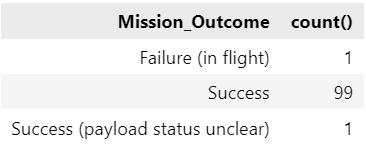 Mission_Outcome count()
Failure (in flight) 1
Success 99
Success (payload status unclear) 1